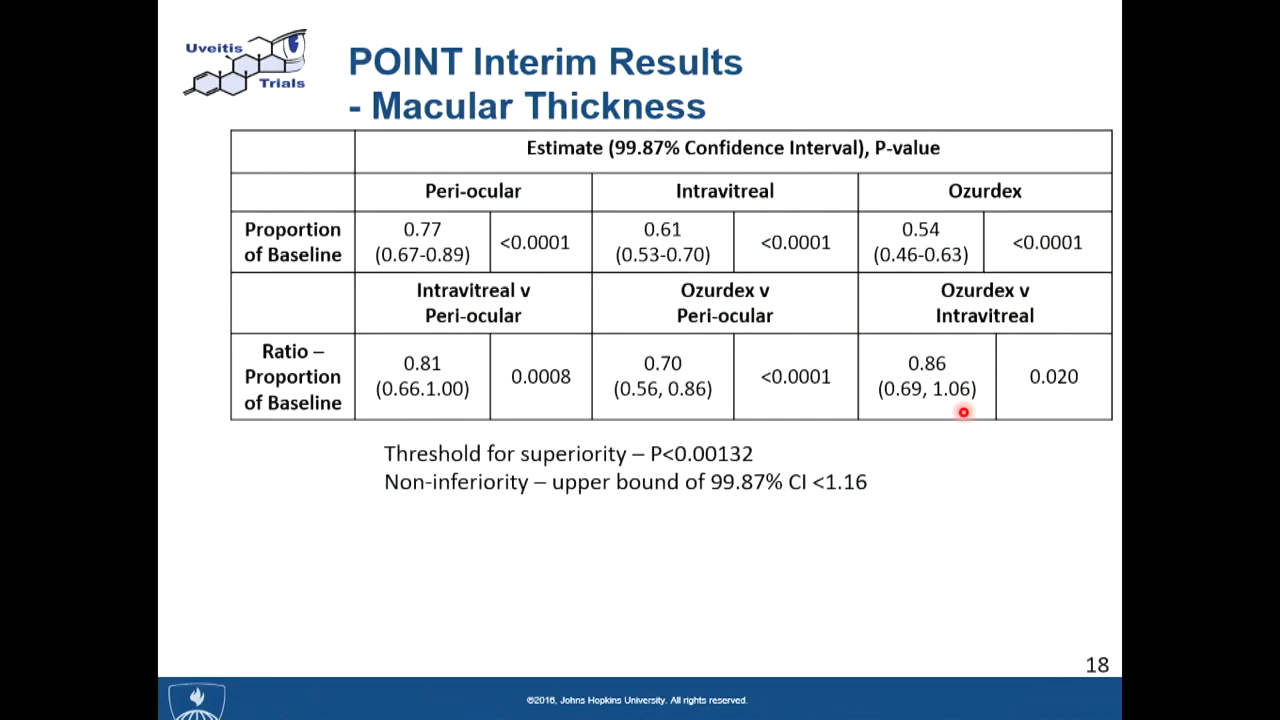 Uveitis
Trials
POINT Interim Results
- Macular Thickness
Estimate (99.87% Confidence Interval), P-value
Peri-ocular
Intravitreal
Ozurdex
Proportion
of Baseline
0.77
(0.67-0.89)
<0.0001
0.61
(0.53-0.70)
<0.0001
0.54
(0.46-0.63)
<0.0001
Intravitreal v
Peri-ocular
Ozurdex v
Peri-ocular
Ozurdex v
Intravitreal
Ratio –
Proportion
of Baseline
0.81
(0.66.1.00)
0.0008
0.70
(0.56, 0.86)
<0.0001
0.86
(0.69, 1.06)
0.020
Threshold for superiority – P<0.00132
Non-inferiority – upper bound of 99.87% CI <1.16
18
©2016, Johns Hopkins University. All rights reserved.